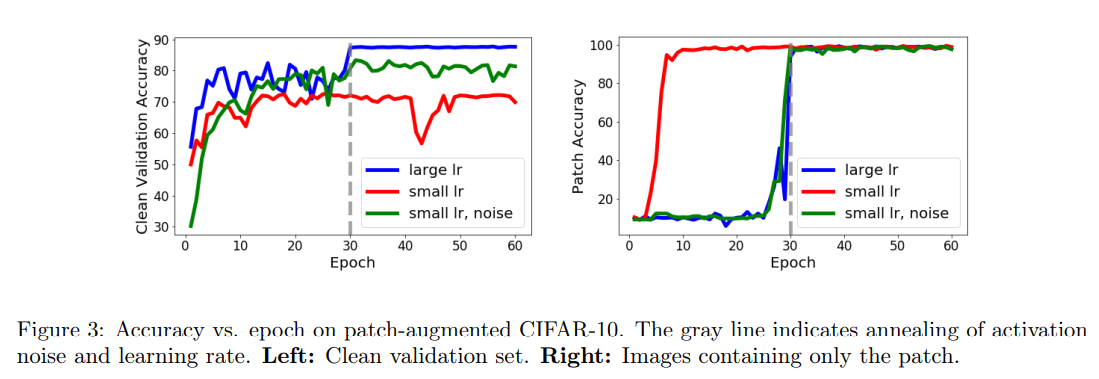 Clean Validation Accuracy
90
80
70
60
50
40
30
0 10 20 30 40 50 60
Epoch
large lr
small lr
small lr, noise
Patch Accuracy
100
80
60
40
20
0 10 20 30 40 50 60
Epoch
large lr
small lr
small lr, noise
Figure 3: Accuracy vs. epoch on patch-augmented CIFAR-10. The gray line indicates annealing of activation
noise and learning rate. Left: Clean validation set. Right: Images containing only the patch.